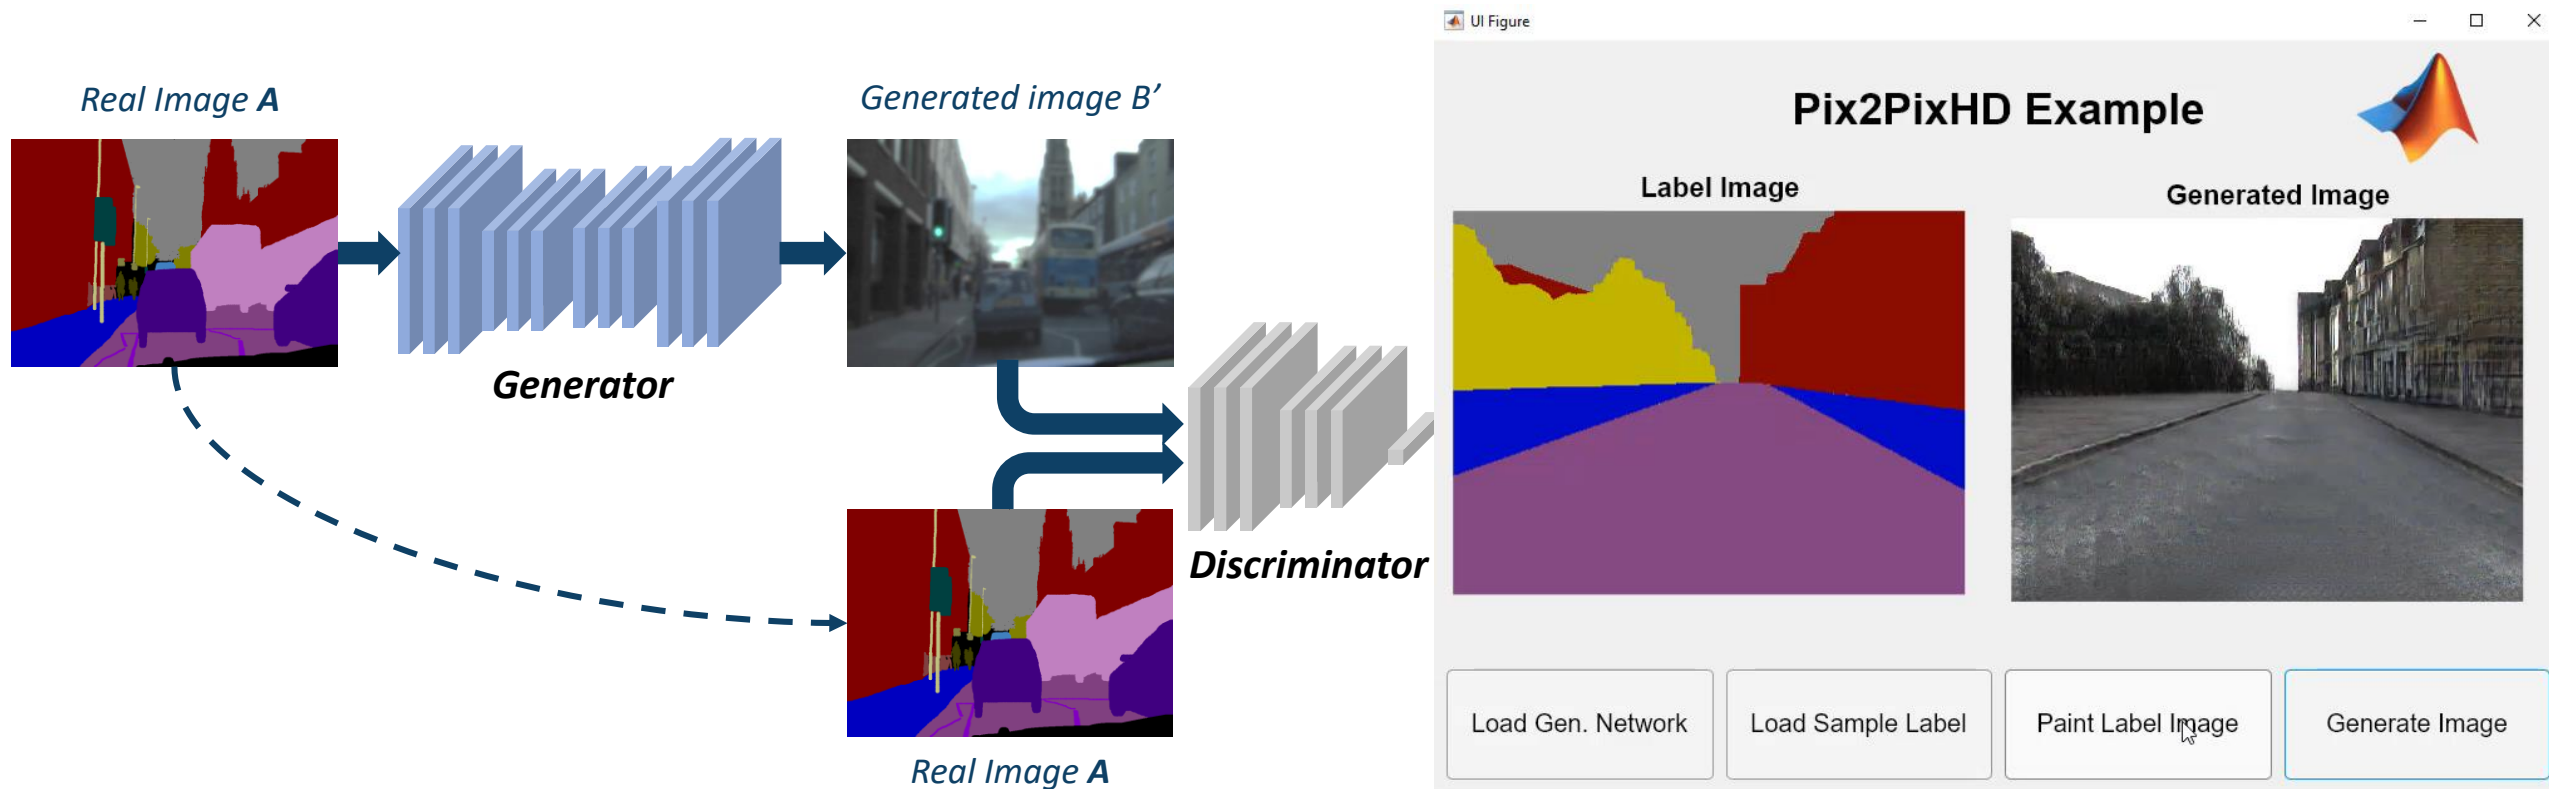 Real Image A
Generator
Generated image B’
Real Image A
Discriminator
UI Figure
Pix2PixHD Example
Label Image
Generated Image
Load Gen. Network
Load Sample Label
Paint Label Image
Generate Image